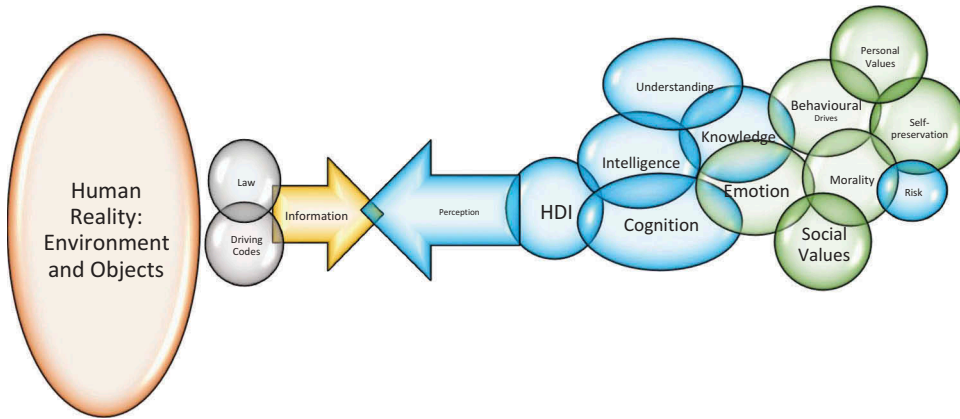 Human
Reality:
Environment
and Objects
Law
Driving
Codes
Information
Perception
HDI
Understanding
Intelligence
Knowledge
Cognition
Emotion
Behavioural
Drives
Personal
Values
Self-
preservation
Morality
Risk
Social
Values